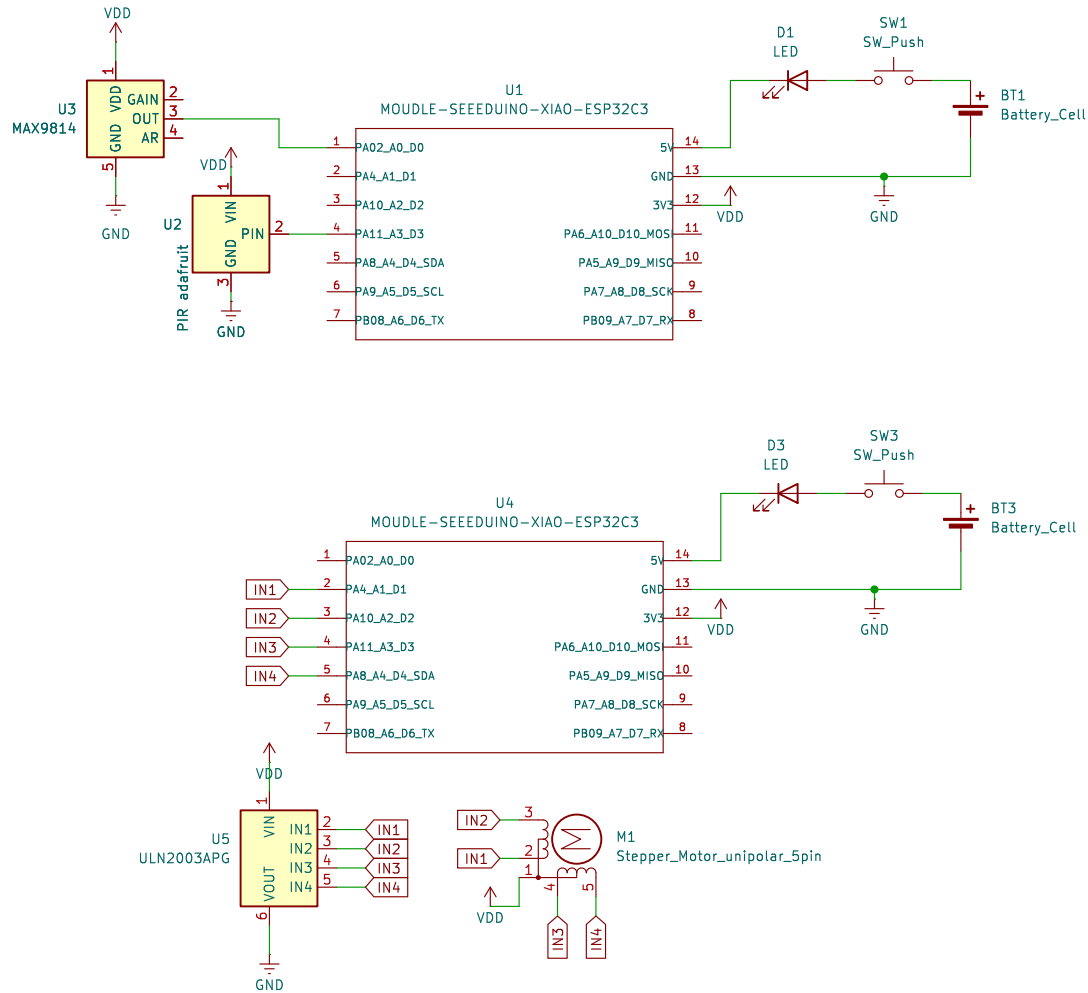 VDD
1
VDD
GAIN
2
U3
MAX9814
OUT
3
AR
4
GND
5
GND
VDD
1
VIN
U2
PIN
2
GND
3
PIR adafruit
GND
U1
MOUDLE-SEEEDUINO-XIAO-ESP32C3
1 PA02_A0_D0
2 PA4_A1_D1
3 PA10_A2_D2
4 PA11_A3_D3
5 PA8_A4_D4_SDA
6 PA9_A5_D5_SCL
7 PB08_A6_D6_TX
5V 14
GND 13
3V3 12
PA6_A10_D10_MOSI 11
PA5_A9_D9_MISO 10
PA7_A8_D8_SCK 9
PB09_A7_D7_RX 8
VDD
D1
LED
SW1
SW_Push
+
BT1
Battery_Cell
GND
U4
MOUDLE-SEEEDUINO-XIAO-ESP32C3
IN1
IN2
IN3
IN4
1 PA02_A0_D0
2 PA4_A1_D1
3 PA10_A2_D2
4 PA11_A3_D3
5 PA8_A4_D4_SDA
6 PA9_A5_D5_SCL
7 PB08_A6_D6_TX
5V 14
GND 13
3V3 12
PA6_A10_D10_MOSI 11
PA5_A9_D9_MISO 10
PA7_A8_D8_SCK 9
PB09_A7_D7_RX 8
VDD
D3
LED
SW3
SW_Push
+
BT3
Battery_Cell
GND
VDD
1
VIN
U5
ULN2003APG
IN1 2 IN1
IN2 3 IN2
IN3 4 IN3
IN4 5 IN4
VOUT
6
GND
IN2 3
IN1 2
1
VDD
4
5
IN3
IN4
M1
Stepper_Motor_unipolar_5pin